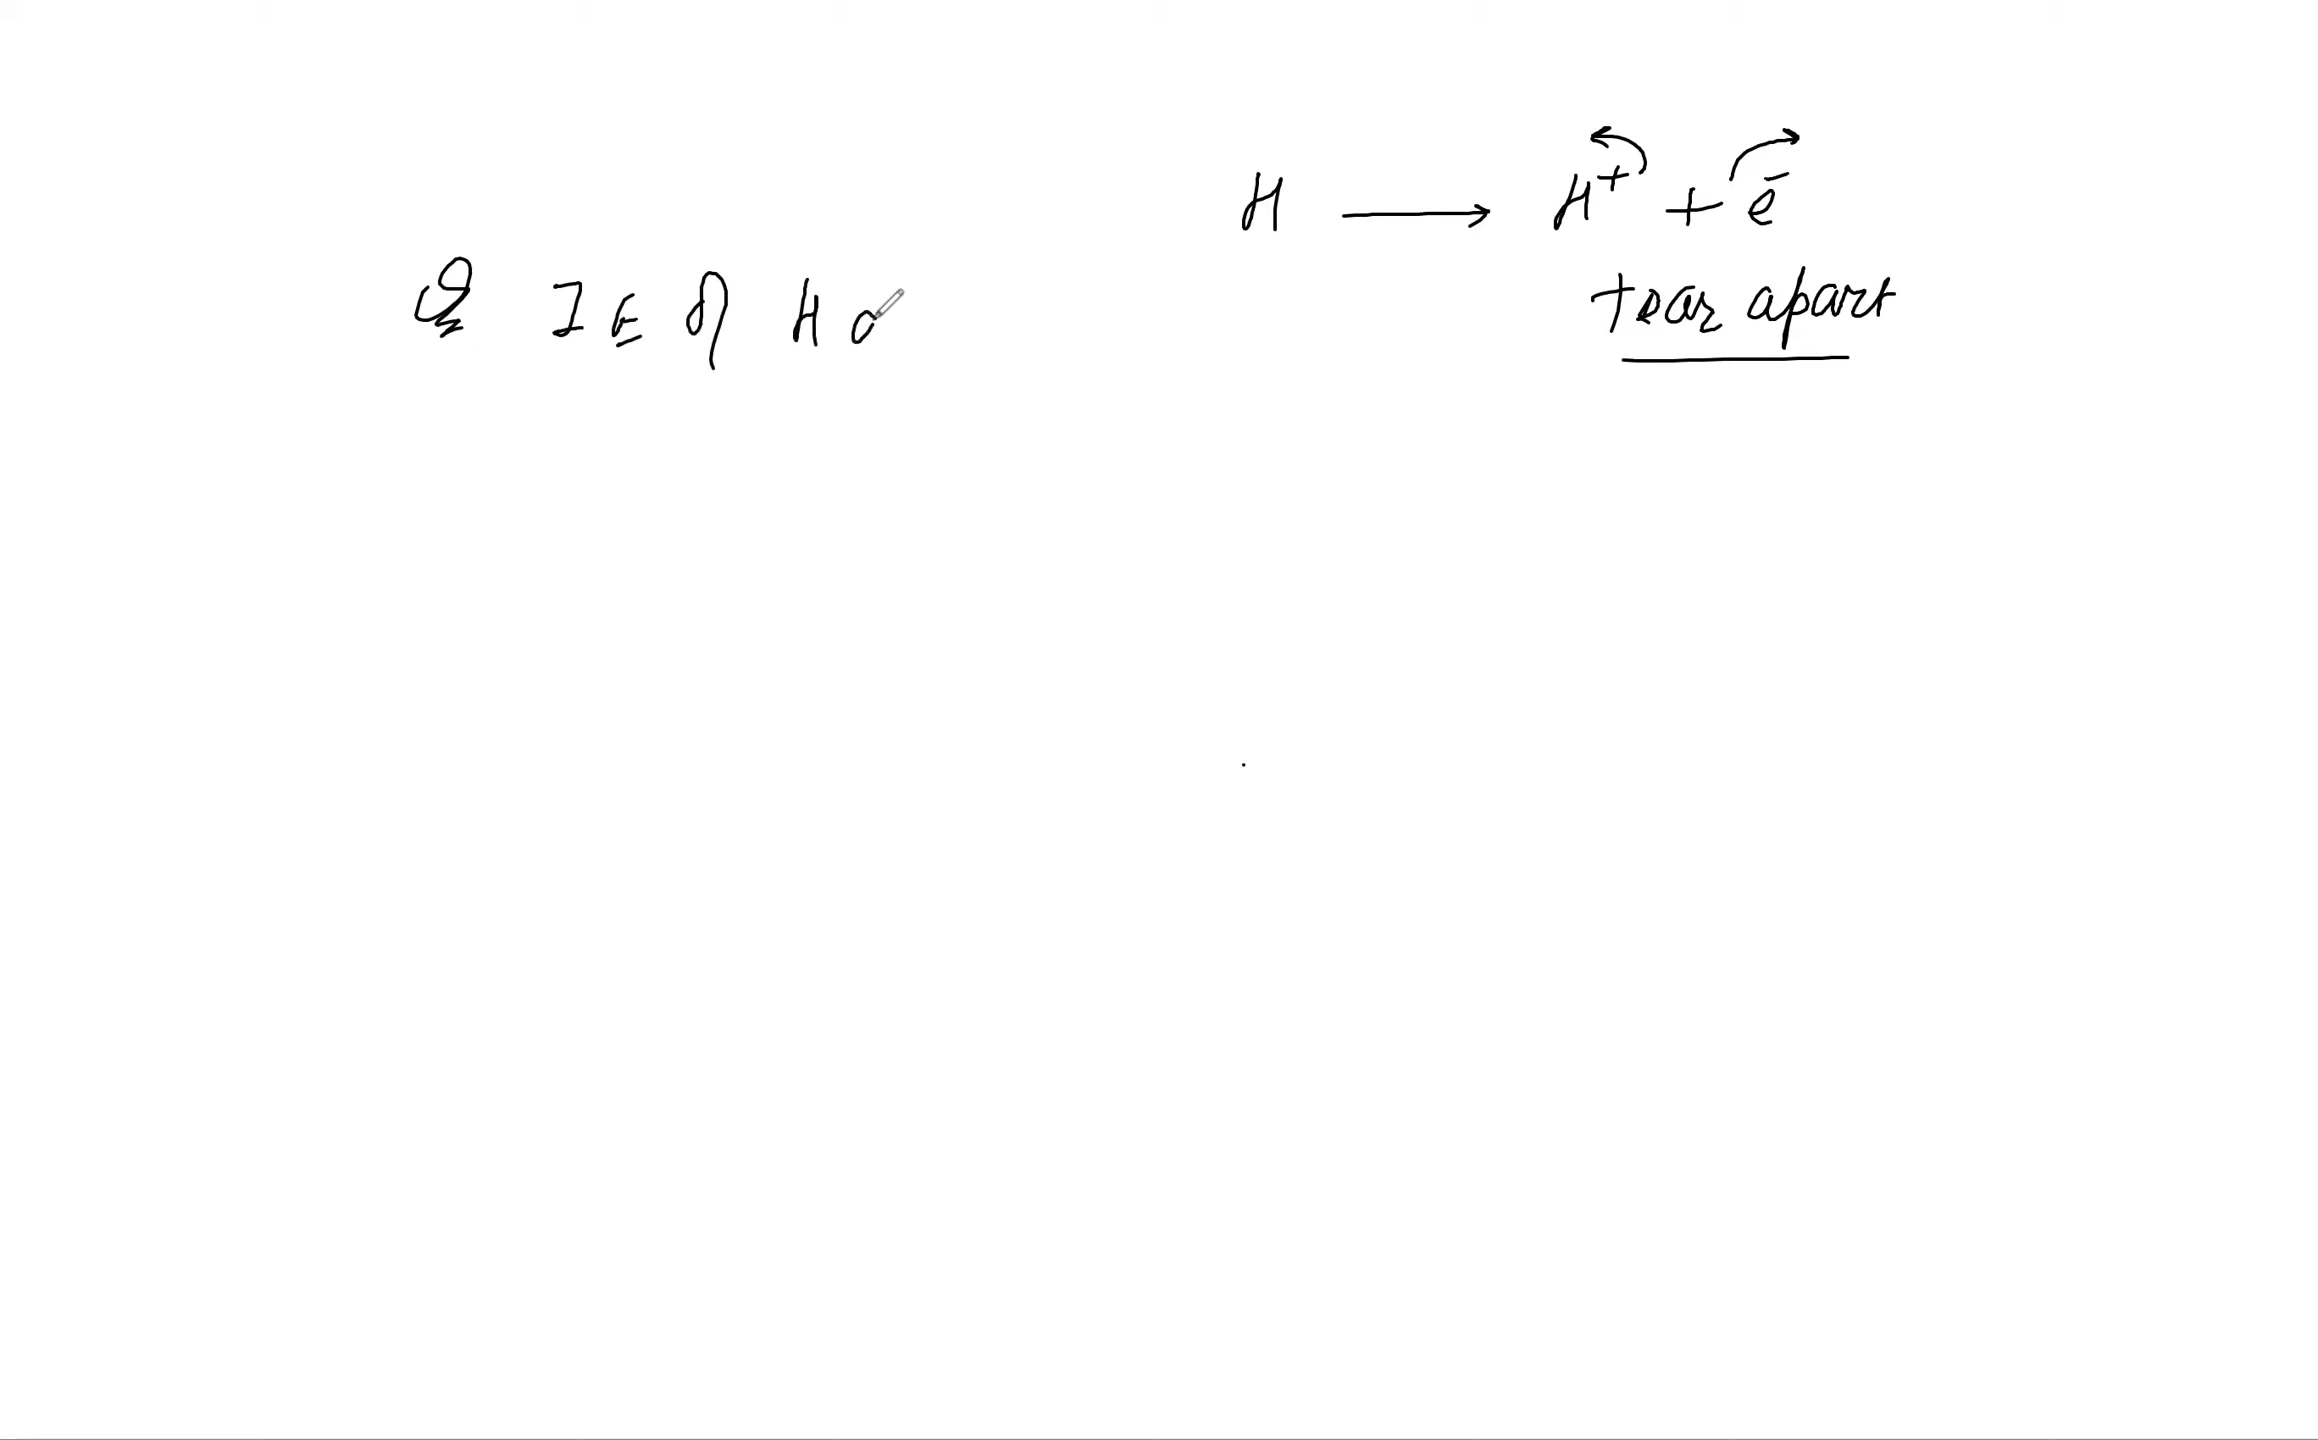 H ⟶ H⁺ + e⁻
Q IE of H a
tear apart